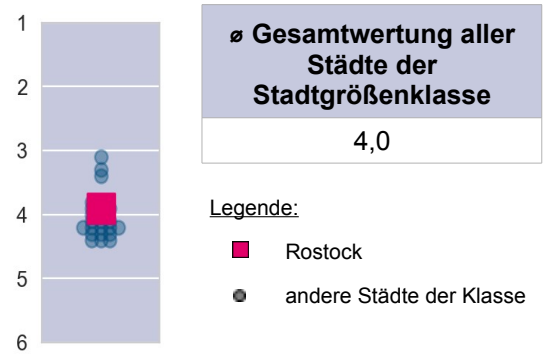 1
2
3
4
5
6
ø Gesamtwertung aller
Städte der
Stadtgrößenklasse
4,0
Legende:
Rostock
andere Städte der Klasse